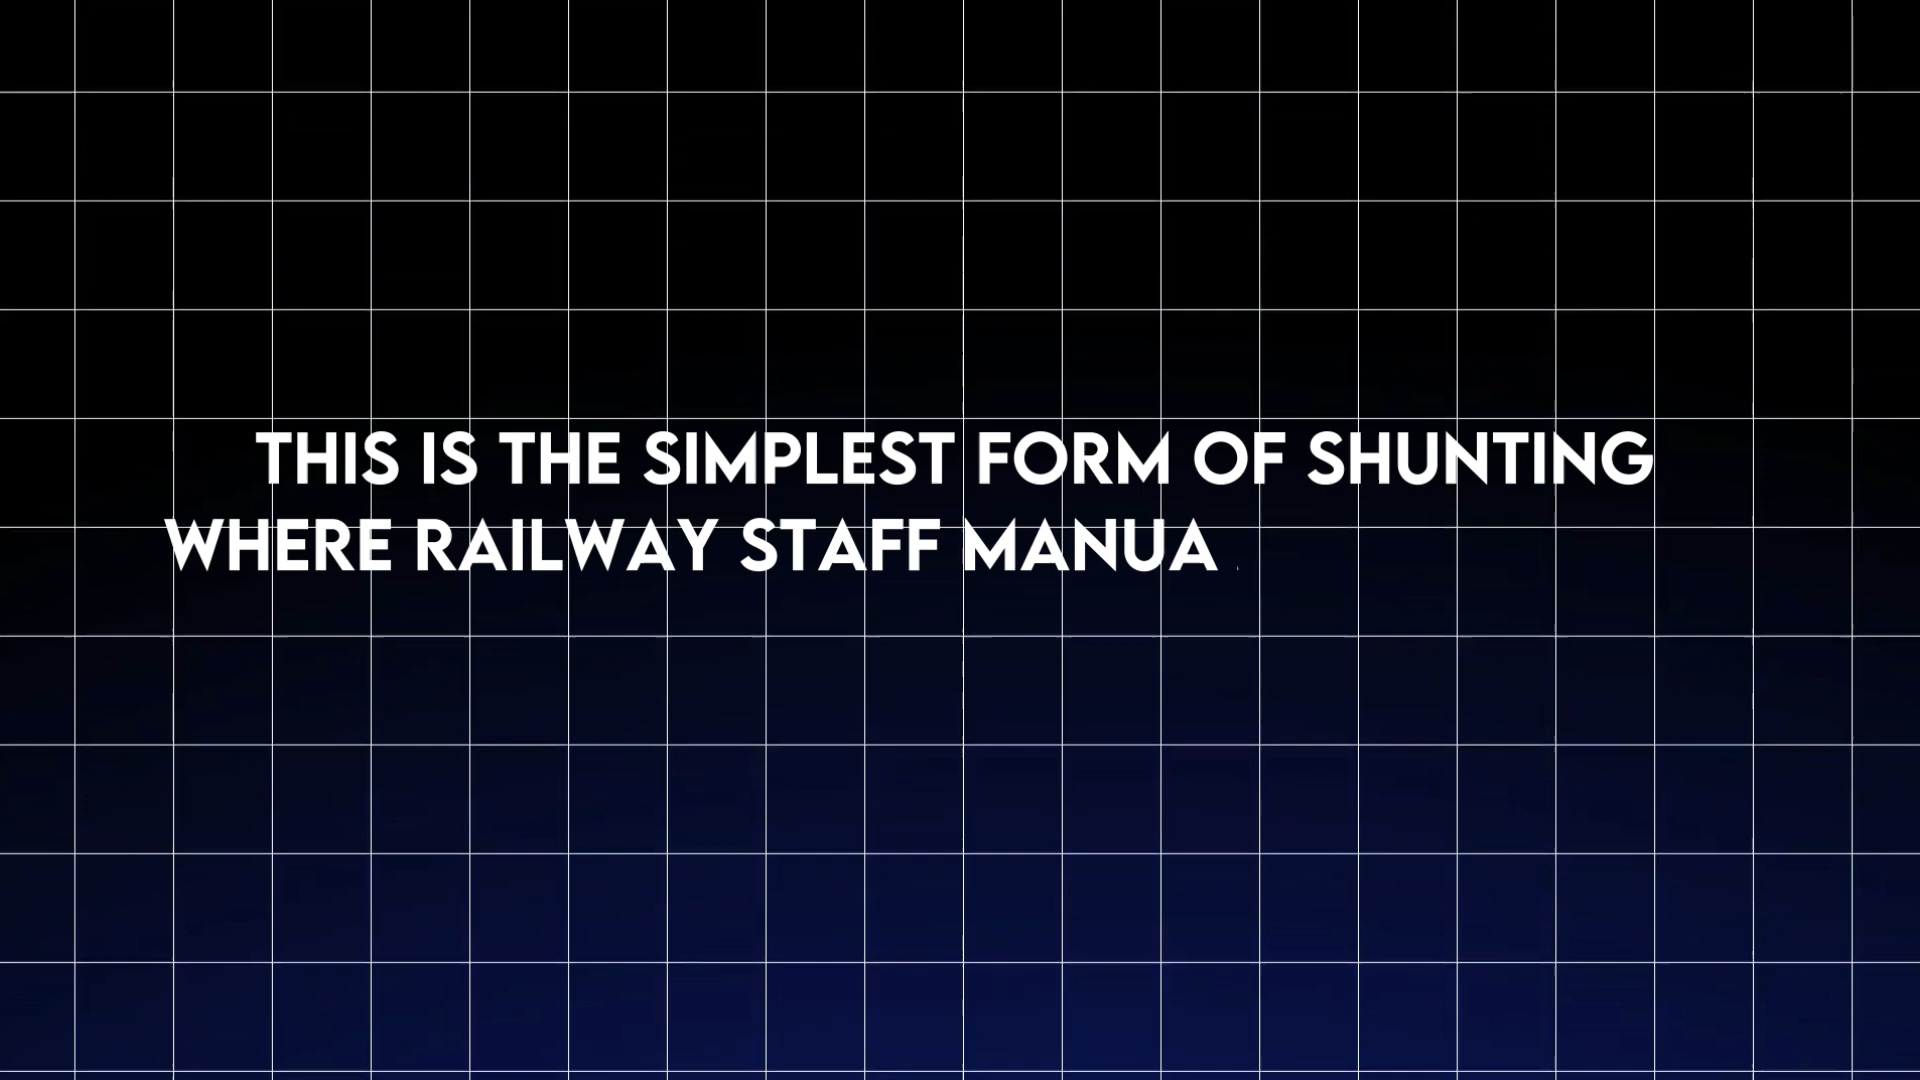 THIS IS THE SIMPLEST FORM OF SHUNTING
WHERE RAILWAY STAFF MANUA